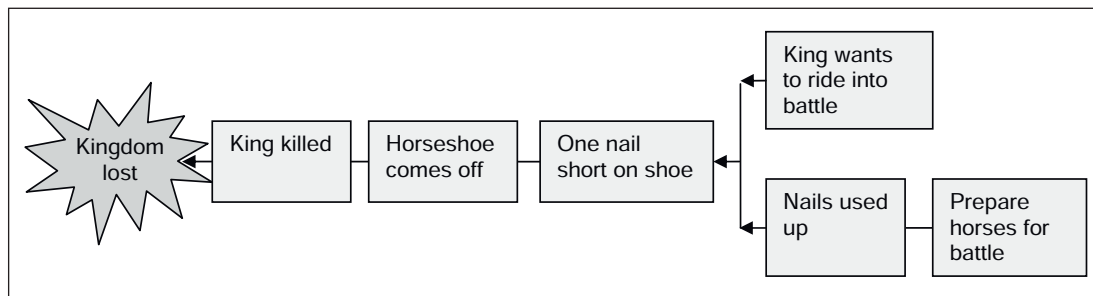 Kingdom
lost
King killed
Horseshoe
comes off
One nail
short on shoe
King wants
to ride into
battle
Nails used
up
Prepare
horses for
battle